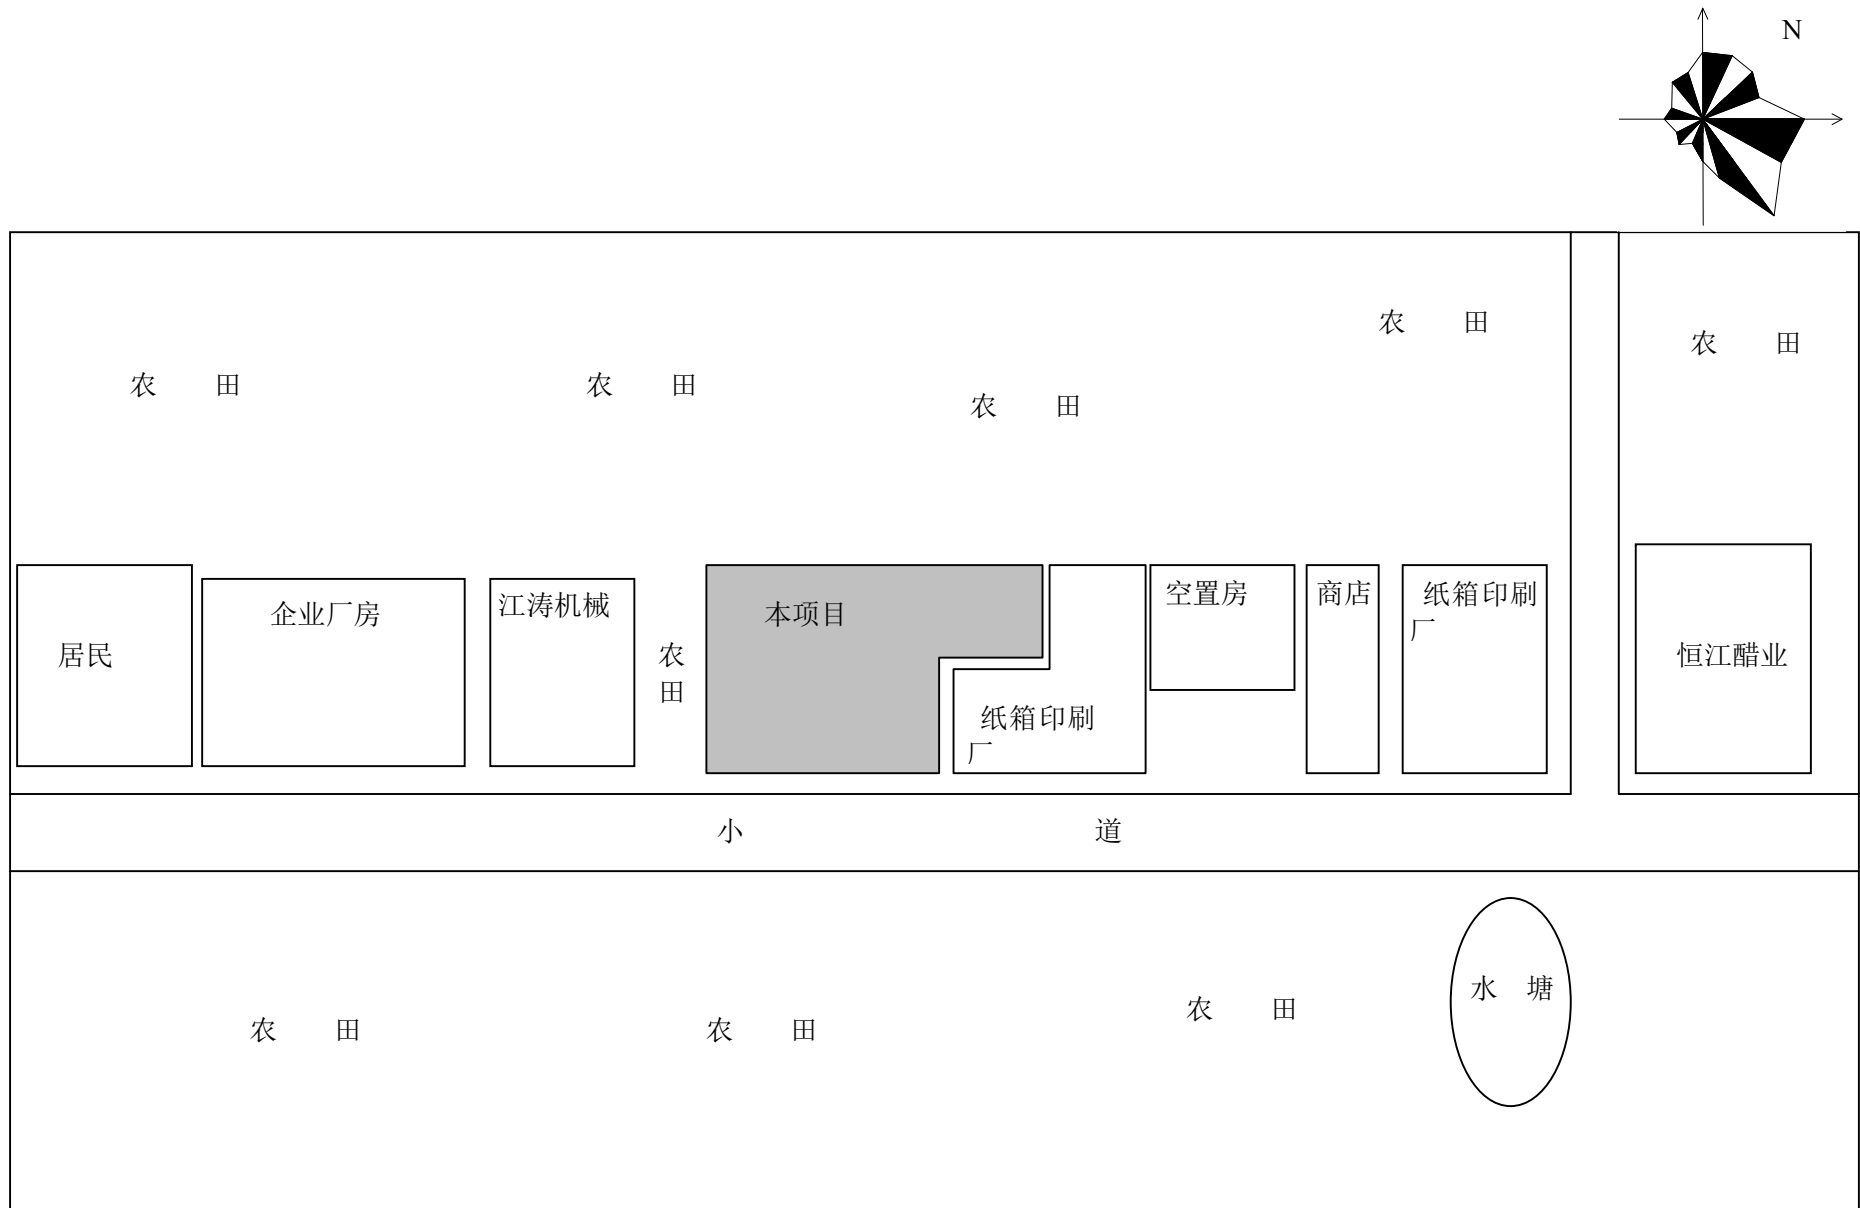 N
农 田
农 田
农 田
农 田
农 田
居民
企业厂房
江涛机械
农
田
本项目
纸箱印刷
厂
空置房
商店
纸箱印刷
厂
恒江醋业
小 道
农 田
农 田
农 田
水 塘